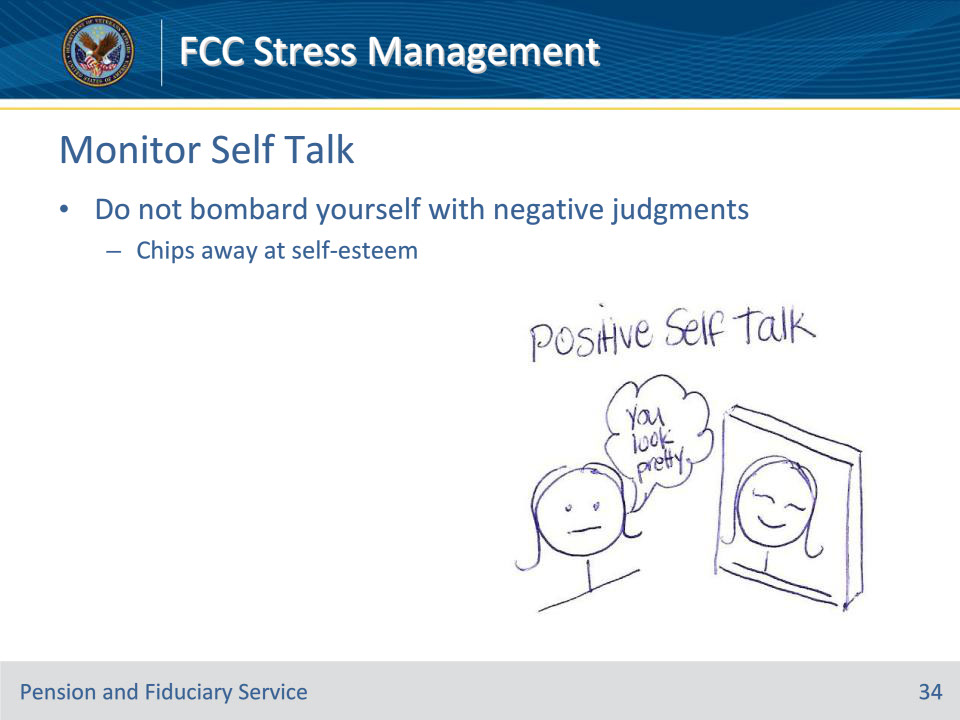 FCC Stress Management
Monitor Self Talk
• Do not bombard yourself with negative judgments
– Chips away at self-esteem
Positive Self Talk
You
look
pretty
Pension and Fiduciary Service
34